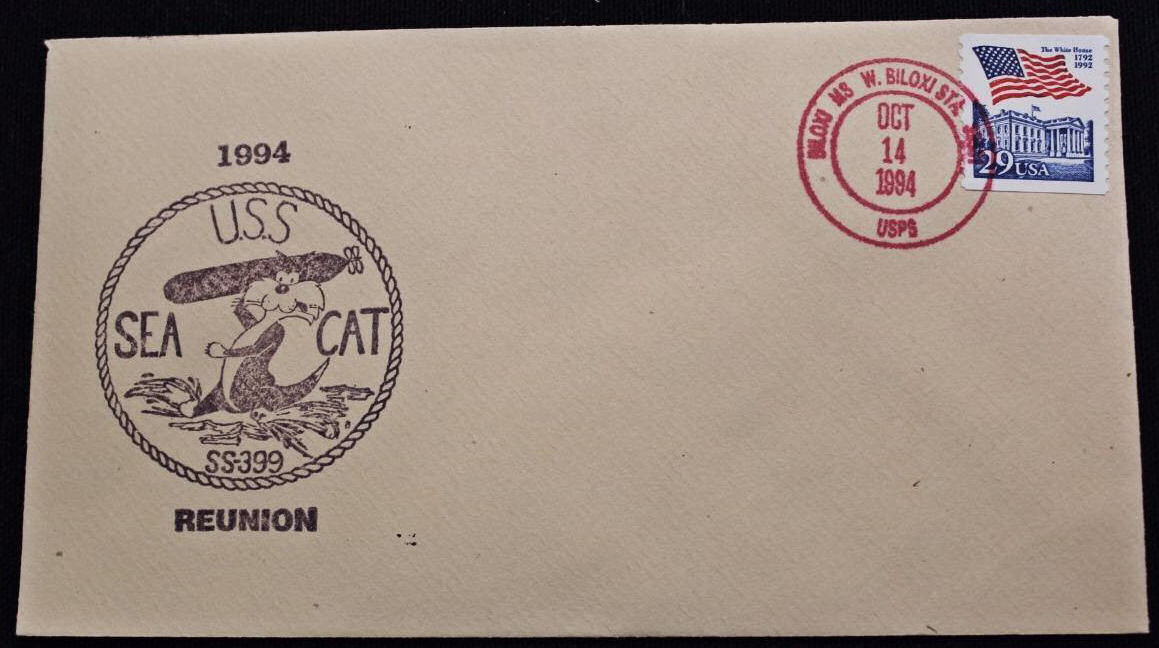 1994
U.S.S
SEA CAT
SS-399
REUNION
BILOXI MS W. BILOXI STA
OCT
14
1994
USPS
The White House
1792
1992
29 USA